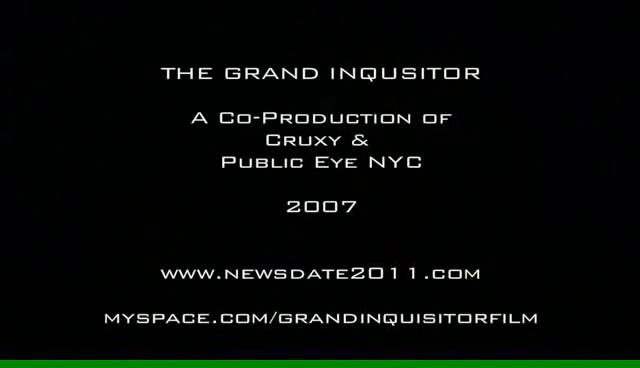 THE GRAND INQUSITOR
A CO-PRODUCTION OF
CRUXY &
PUBLIC EYE NYC
2007
WWW.NEWSDATE2011.COM
MYSPACE.COM/GRANDINQUISITORFILM